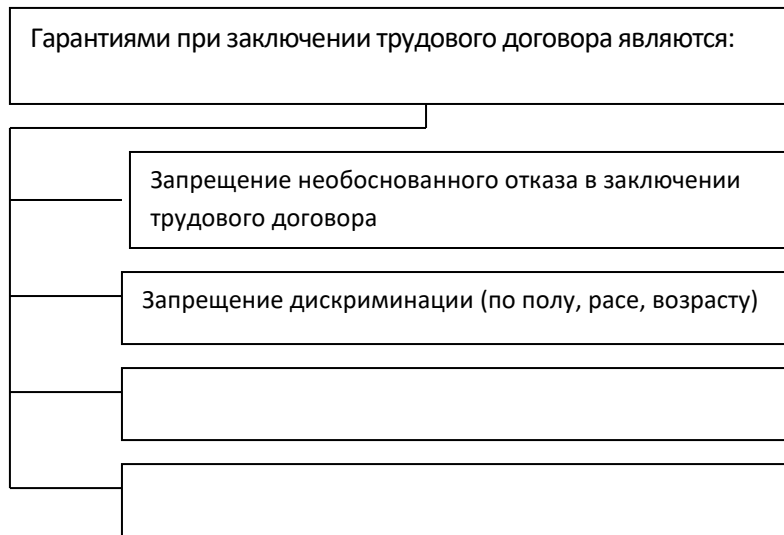 Гарантиями при заключении трудового договора являются:
Запрещение необоснованного отказа в заключении
трудового договора
Запрещение дискриминации (по полу, расе, возрасту)